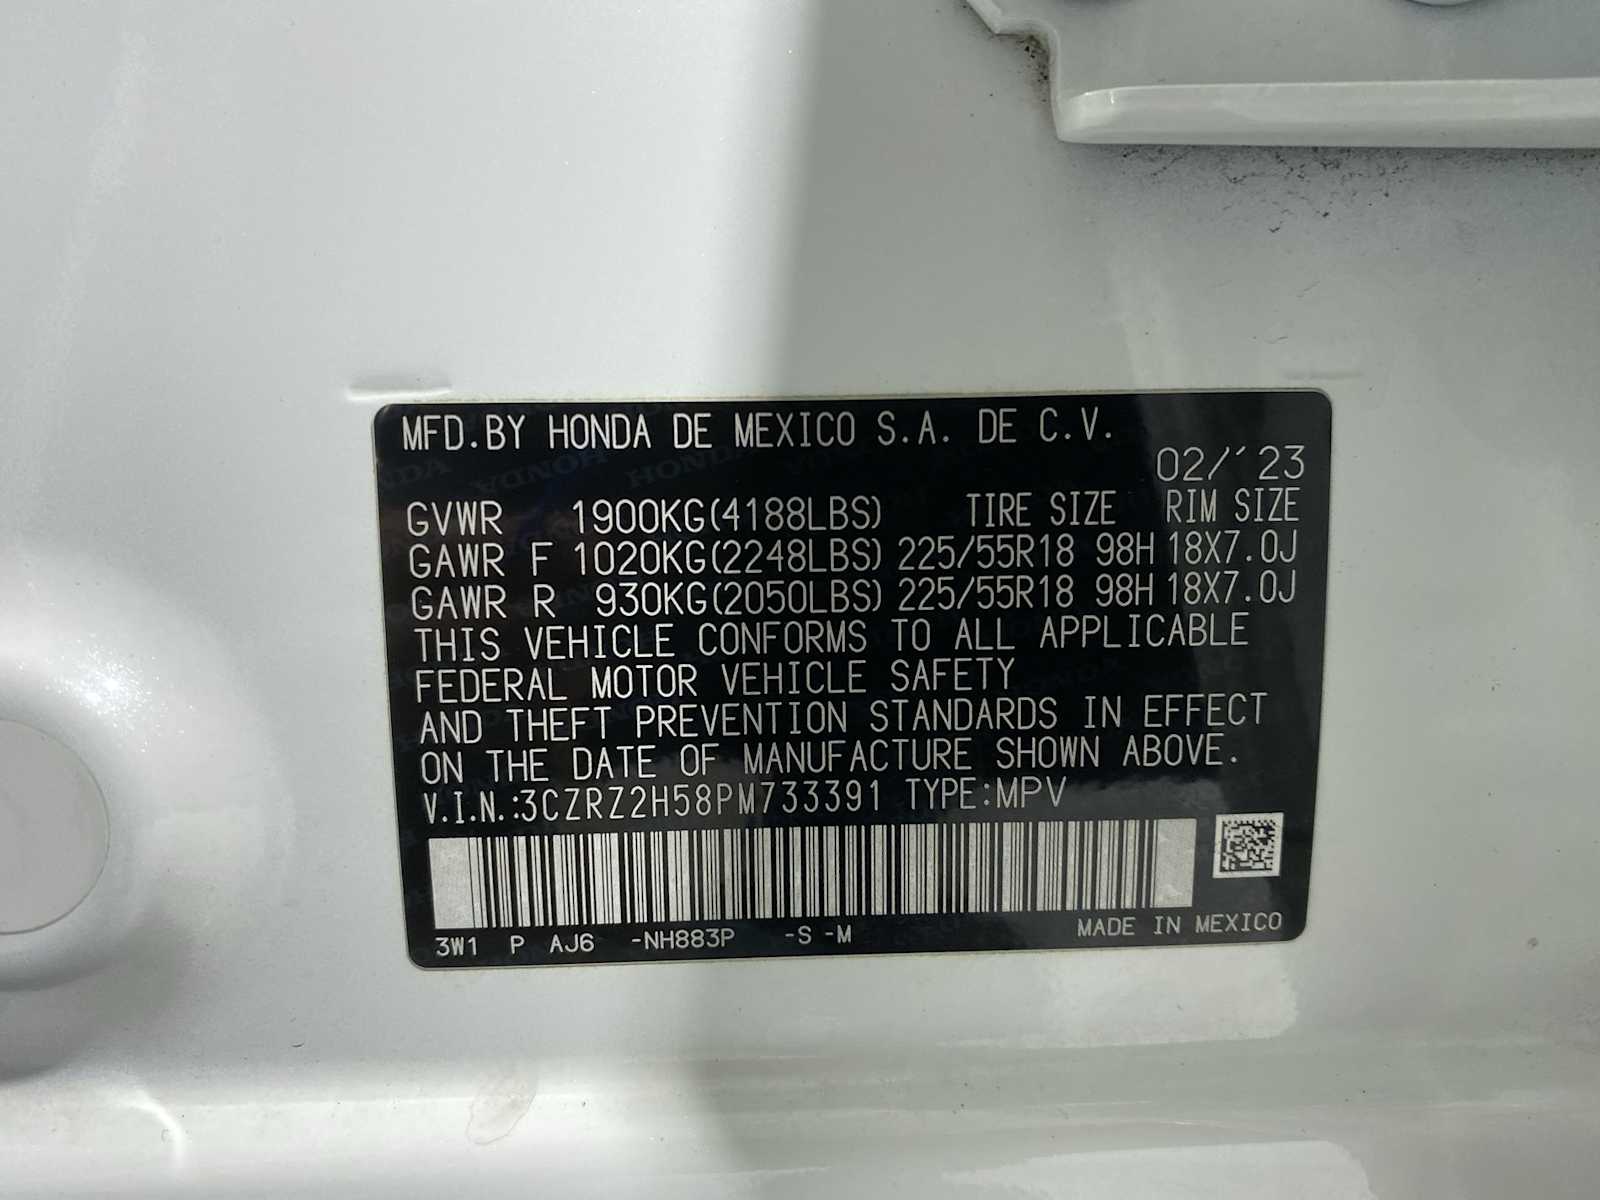 MFD.BY HONDA DE MEXICO S.A. DE C.V.
02/'23
GVWR 1900KG(4188LBS) TIRE SIZE RIM SIZE
GAWR F 1020KG(2248LBS) 225/55R18 98H 18X7.0J
GAWR R 930KG(2050LBS) 225/55R18 98H 18X7.0J
THIS VEHICLE CONFORMS TO ALL APPLICABLE
FEDERAL MOTOR VEHICLE SAFETY
AND THEFT PREVENTION STANDARDS IN EFFECT
ON THE DATE OF MANUFACTURE SHOWN ABOVE.
V.I.N.:3CZRZ2H58PM733391 TYPE:MPV
3W1 P AJ6 -NH883P -S -M MADE IN MEXICO